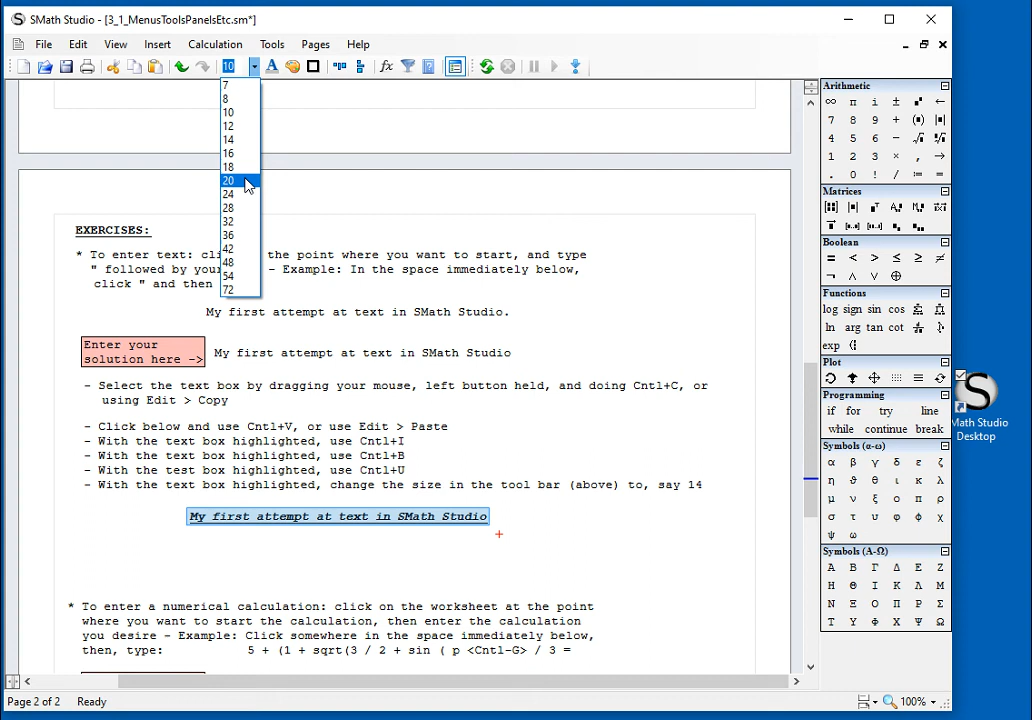 SMath Studio - [3_1_MenusToolsPanelsEtc.sm*]
File Edit View Insert Calculation Tools Pages Help
10
7
8
10
12
14
16
18
20
24
28
32
36
42
48
54
72
EXERCISES:
* To enter text: cli the point where you want to start, and type
" followed by your - Example: In the space immediately below,
click " and then
My first attempt at text in SMath Studio.
Enter your
solution here ->
My first attempt at text in SMath Studio
- Select the text box by dragging your mouse, left button held, and doing Cntl+C, or
using Edit > Copy
- Click below and use Cntl+V, or use Edit > Paste
- With the text box highlighted, use Cntl+I
- With the text box highlighted, use Cntl+B
- With the test box highlighted, use Cntl+U
- With the text box highlighted, change the size in the tool bar (above) to, say 14
My first attempt at text in SMath Studio
* To enter a numerical calculation: click on the worksheet at the point
where you want to start the calculation, then enter the calculation
you desire - Example: Click somewhere in the space immediately below,
then, type: 5 + (1 + sqrt(3 / 2 + sin ( p <Cntl-G> / 3 =
Page 2 of 2 Ready
100%
Arithmetic
∞ π i ± ←
7 8 9 +
4 5 6 −
1 2 3 × , →
. 0 ! / := =
Matrices
Boolean
= < > ≤ ≥ ≠
¬ ∧ ∨ ⊕
Functions
log sign sin cos
ln arg tan cot
exp
Plot
Programming
if for try line
while continue break
Symbols (α-ω)
α β γ δ ε ζ
η ϑ θ ι κ λ
μ ν ξ ο π ρ
σ τ υ φ ϕ χ
ψ ω
Symbols (Α-Ω)
Α Β Γ Δ Ε Ζ
Η Θ Ι Κ Λ Μ
Ν Ξ Ο Π Ρ Σ
Τ Υ Φ Χ Ψ Ω
Math Studio
Desktop